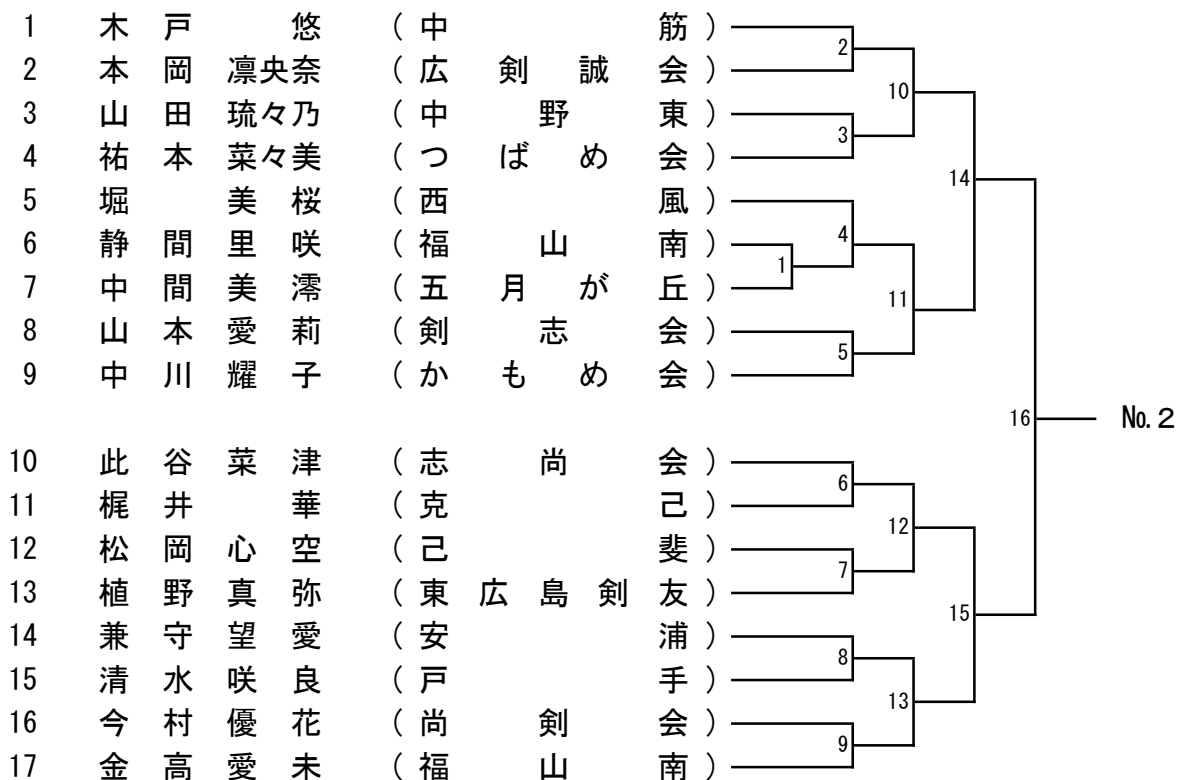 1 木戸 悠 (中筋)
2 本岡 凛央奈 (広剣誠会)
3 山田 琉々乃 (中野東)
4 祐本 菜々美 (つばめ会)
5 堀 美桜 (西風)
6 静間里咲 (福山南)
7 中間美澪 (五月が丘)
8 山本愛莉 (剣志会)
9 中川耀子 (かもめ会)
10 此谷菜津 (志尚会)
11 梶井 華 (克己)
12 松岡心空 (己斐)
13 植野真弥 (東広島剣友)
14 兼守望愛 (安浦)
15 清水咲良 (戸手)
16 今村優花 (尚剣会)
17 金高愛未 (福山南)
2
10
3
14
4
1
11
5
16 №2
6
12
7
15
8
13
9